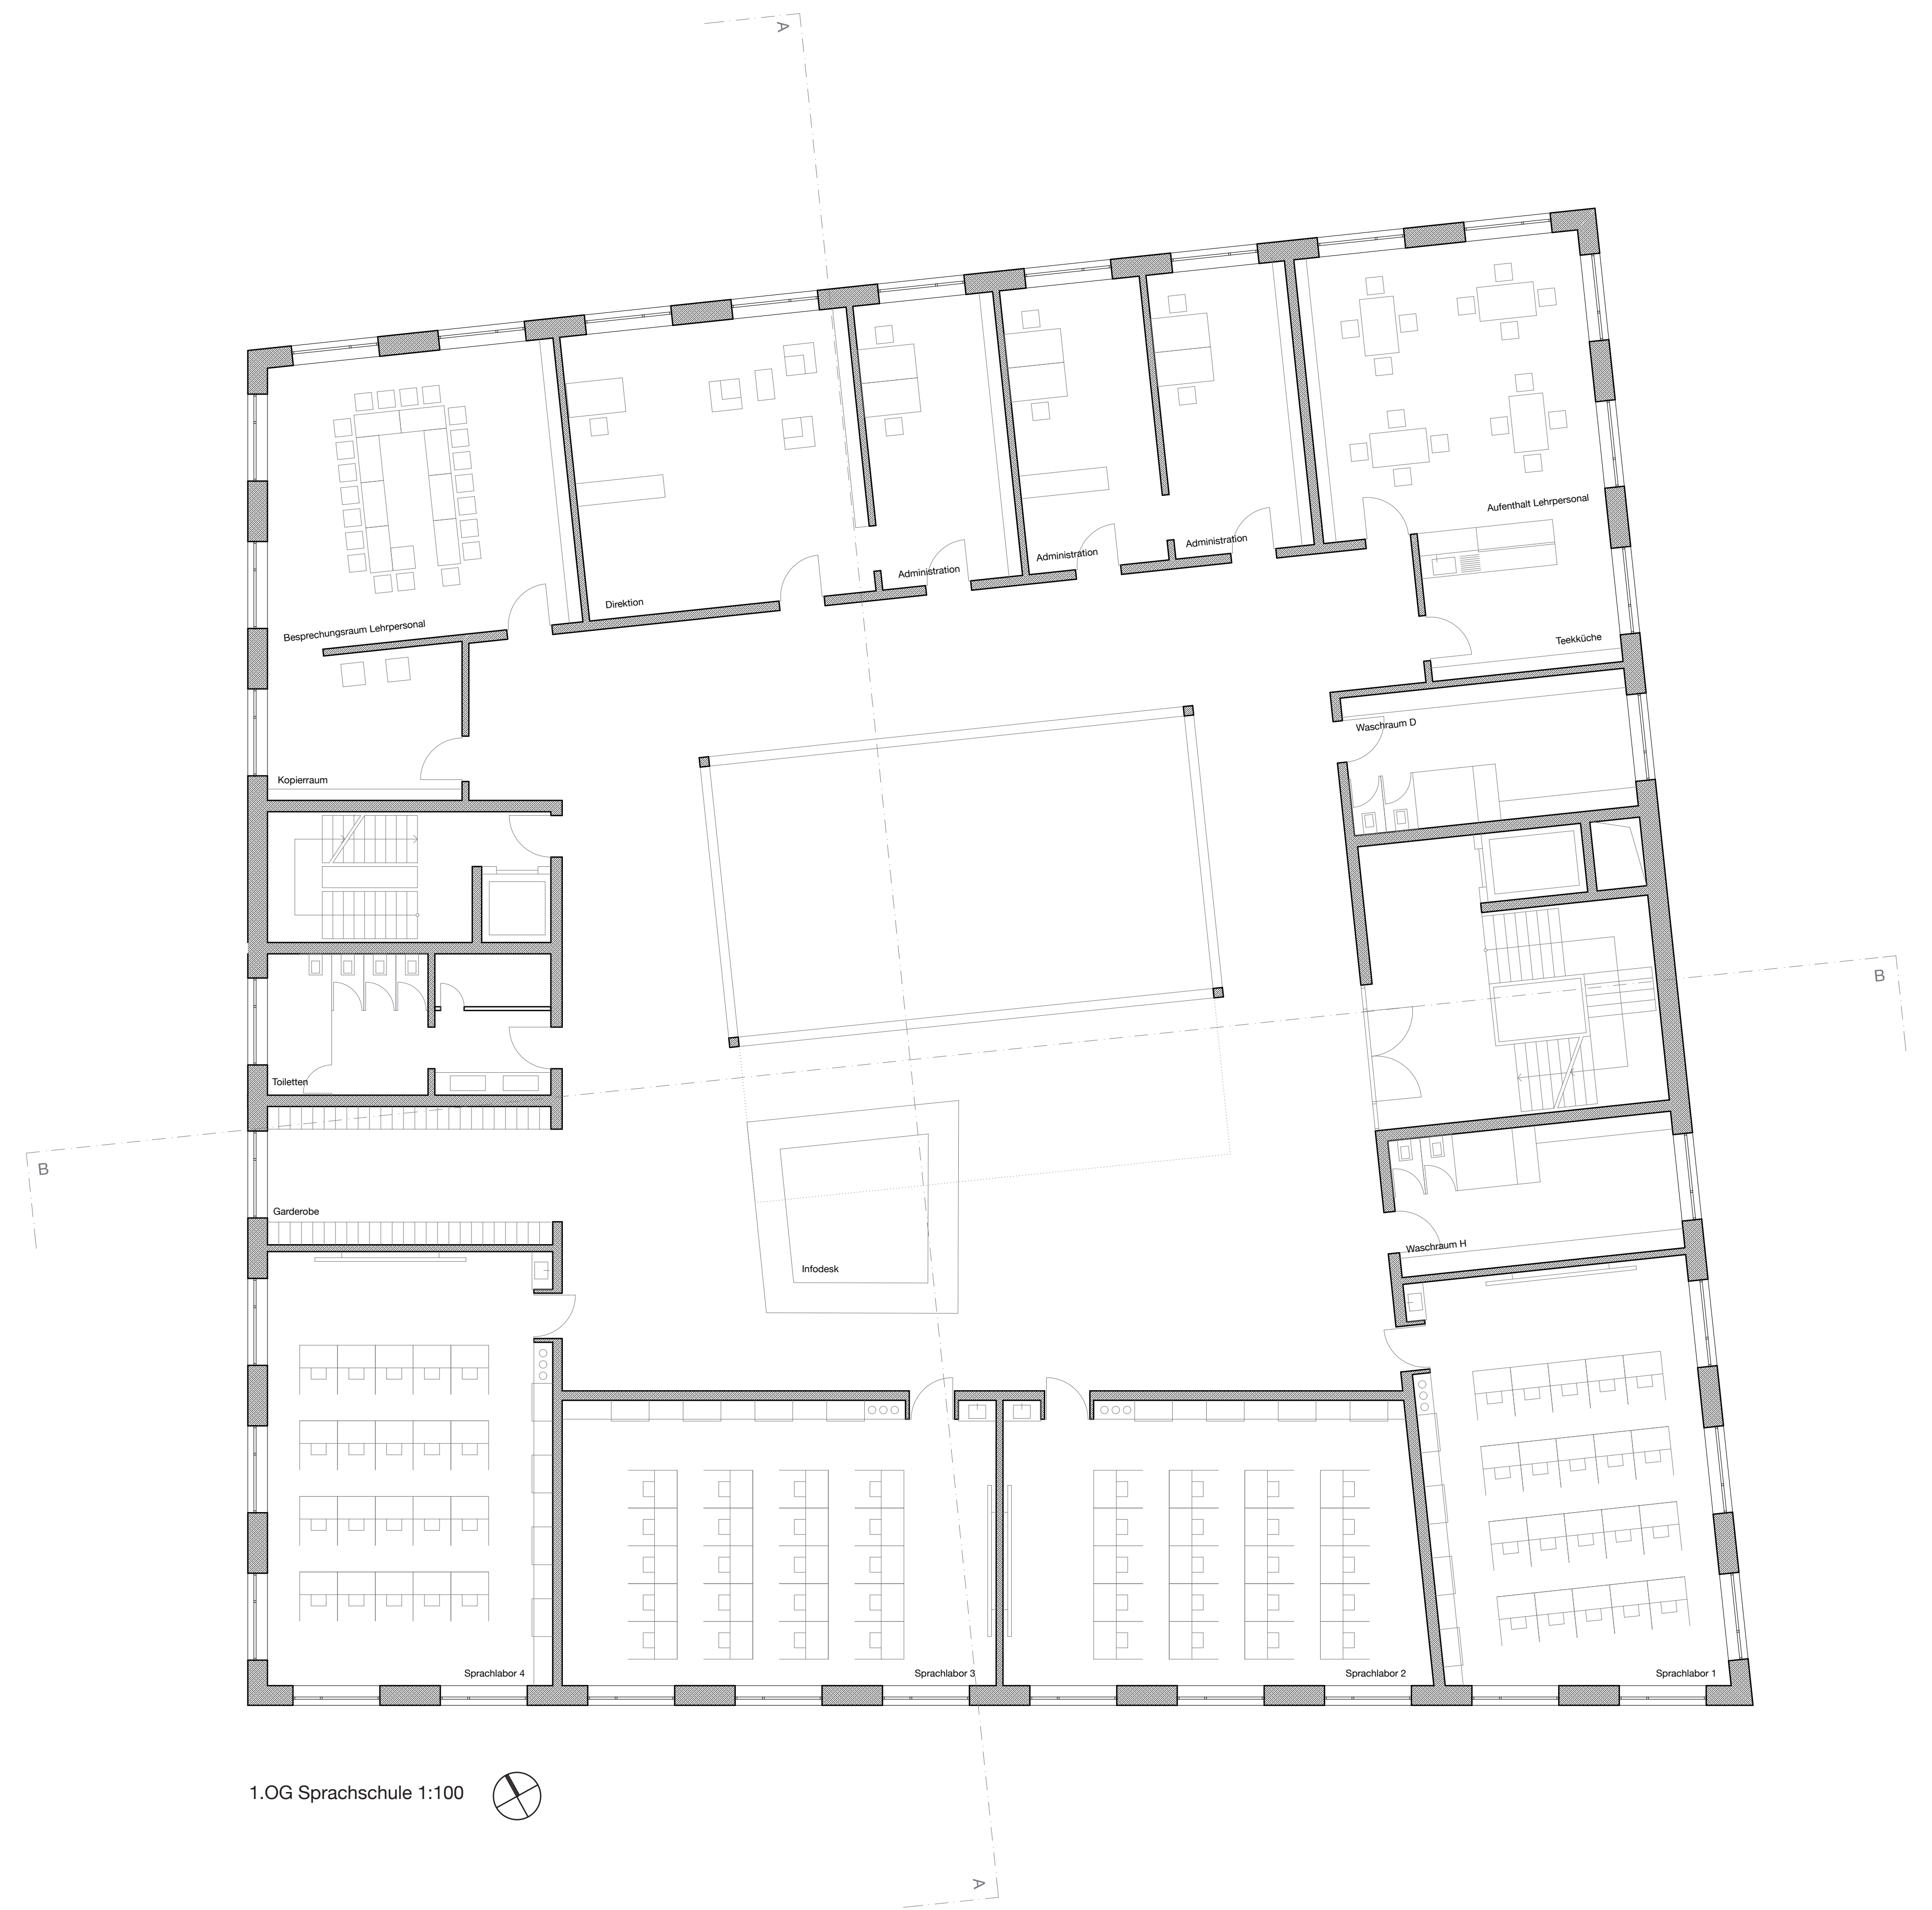 A
Aufenthalt Lehrpersonal
Administration
Administration
Administration
Direktion
Besprechungsraum Lehrpersonal
Teekküche
Waschraum D
Kopierraum
B
Toiletten
B
Garderobe
Waschraum H
Infodesk
Sprachlabor 4
Sprachlabor 3
Sprachlabor 2
Sprachlabor 1
1.OG Sprachschule 1:100
A